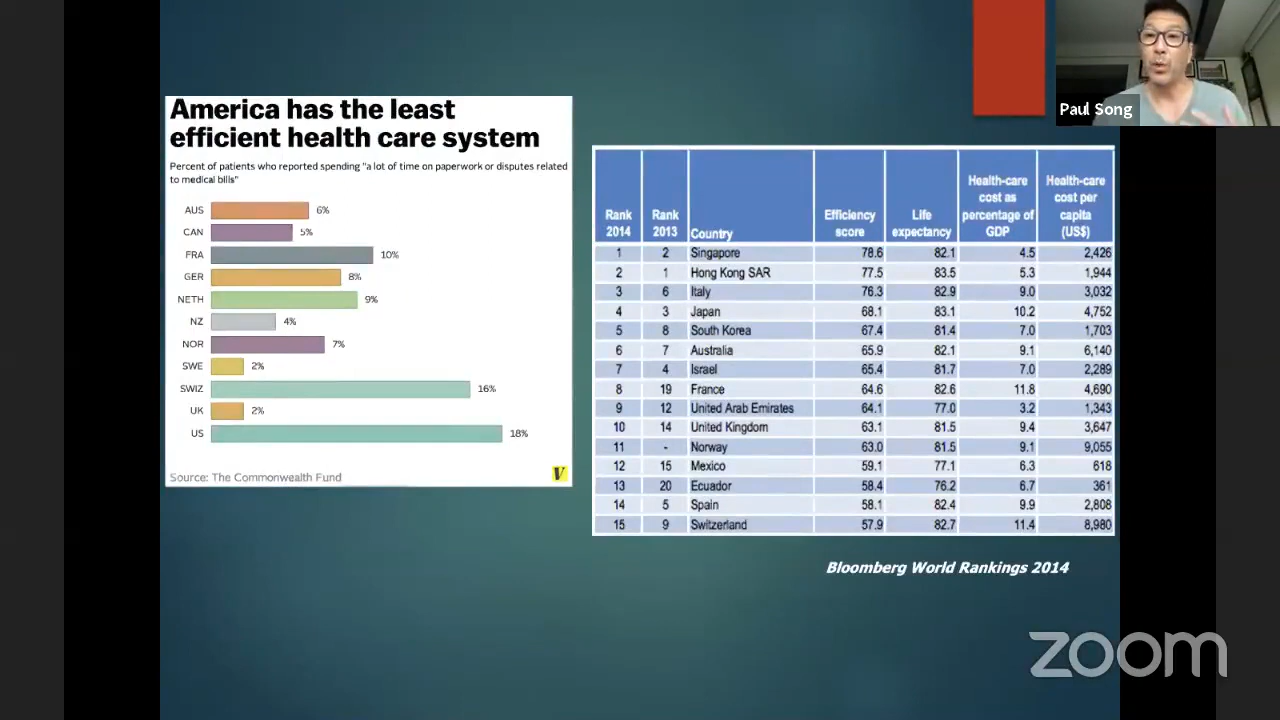 America has the least
efficient health care system
Percent of patients who reported spending "a lot of time on paperwork or disputes related
to medical bills"
AUS 6%
CAN 5%
FRA 10%
GER 8%
NETH 9%
NZ 4%
NOR 7%
SWE 2%
SWIZ 16%
UK 2%
US 18%
Source: The Commonwealth Fund
V
Paul Song
Rank 2014 Rank 2013 Country Efficiency score Life expectancy Health-care cost as percentage of GDP Health-care cost per capita (US$)
1 2 Singapore 78.6 82.1 4.5 2,426
2 1 Hong Kong SAR 77.5 83.5 5.3 1,944
3 6 Italy 76.3 82.9 9.0 3,032
4 3 Japan 68.1 83.1 10.2 4,752
5 8 South Korea 67.4 81.4 7.0 1,703
6 7 Australia 65.9 82.1 9.1 6,140
7 4 Israel 65.4 81.7 7.0 2,289
8 19 France 64.6 82.6 11.8 4,690
9 12 United Arab Emirates 64.1 77.0 3.2 1,343
10 14 United Kingdom 63.1 81.5 9.4 3,647
11 - Norway 63.0 81.5 9.1 9,055
12 15 Mexico 59.1 77.1 6.3 618
13 20 Ecuador 58.4 76.2 6.7 361
14 5 Spain 58.1 82.4 9.9 2,808
15 9 Switzerland 57.9 82.7 11.4 8,980
Bloomberg World Rankings 2014
zoom